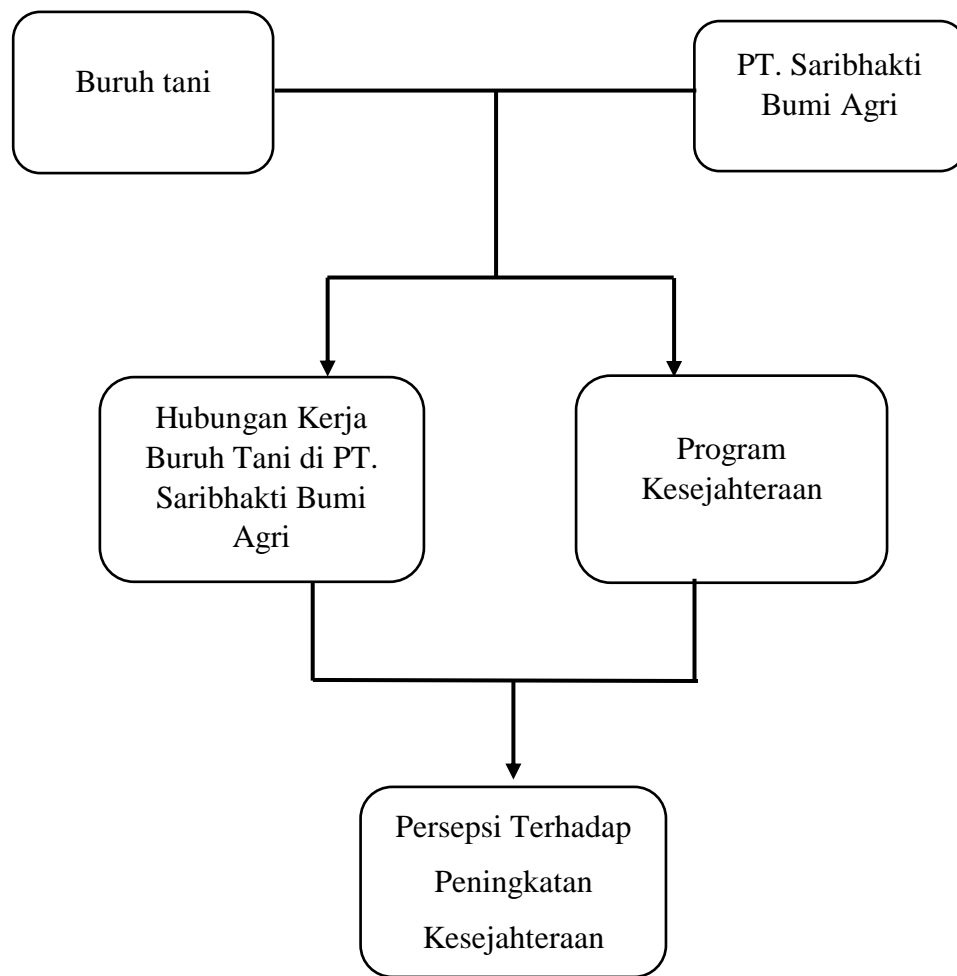 Buruh tani
PT. Saribhakti
Bumi Agri
Hubungan Kerja
Buruh Tani di PT.
Saribhakti Bumi
Agri
Program
Kesejahteraan
Persepsi Terhadap
Peningkatan
Kesejahteraan